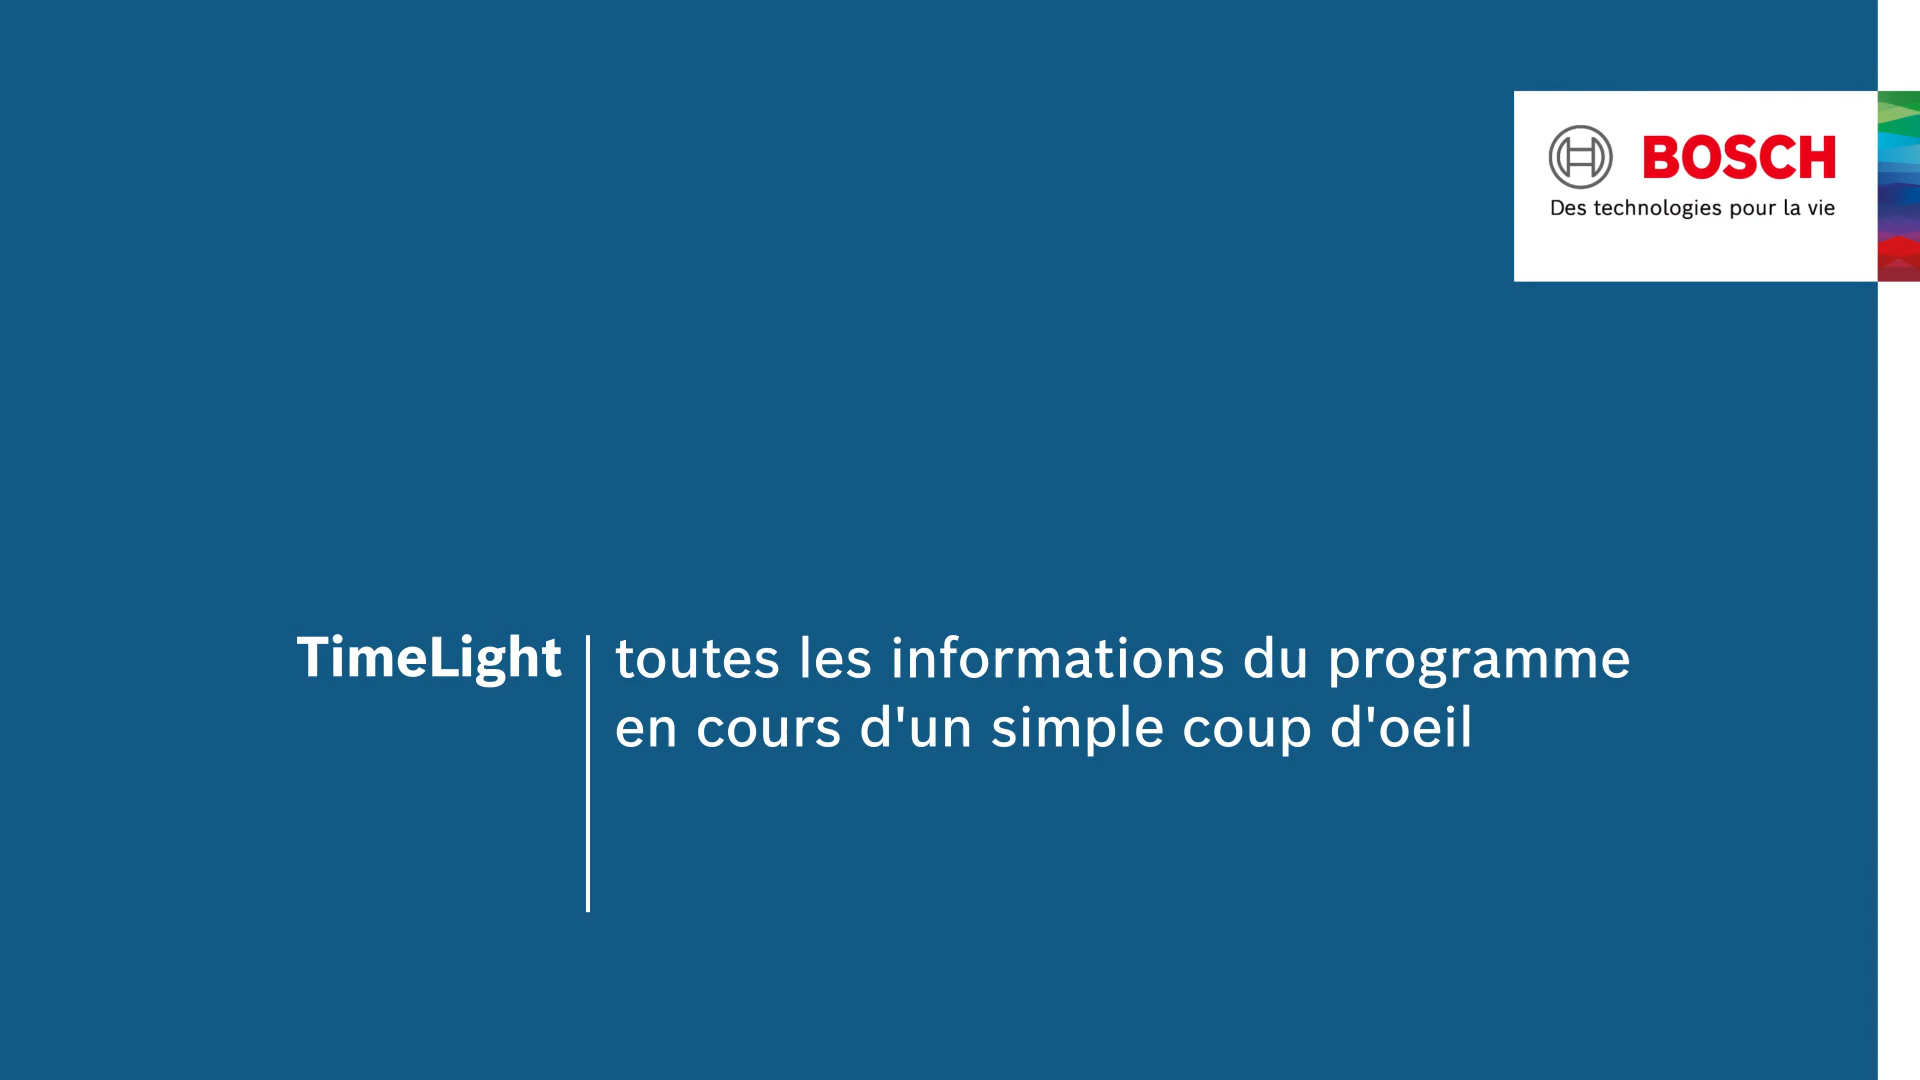 BOSCH
Des technologies pour la vie
TimeLight
toutes les informations du programme
en cours d'un simple coup d'oeil